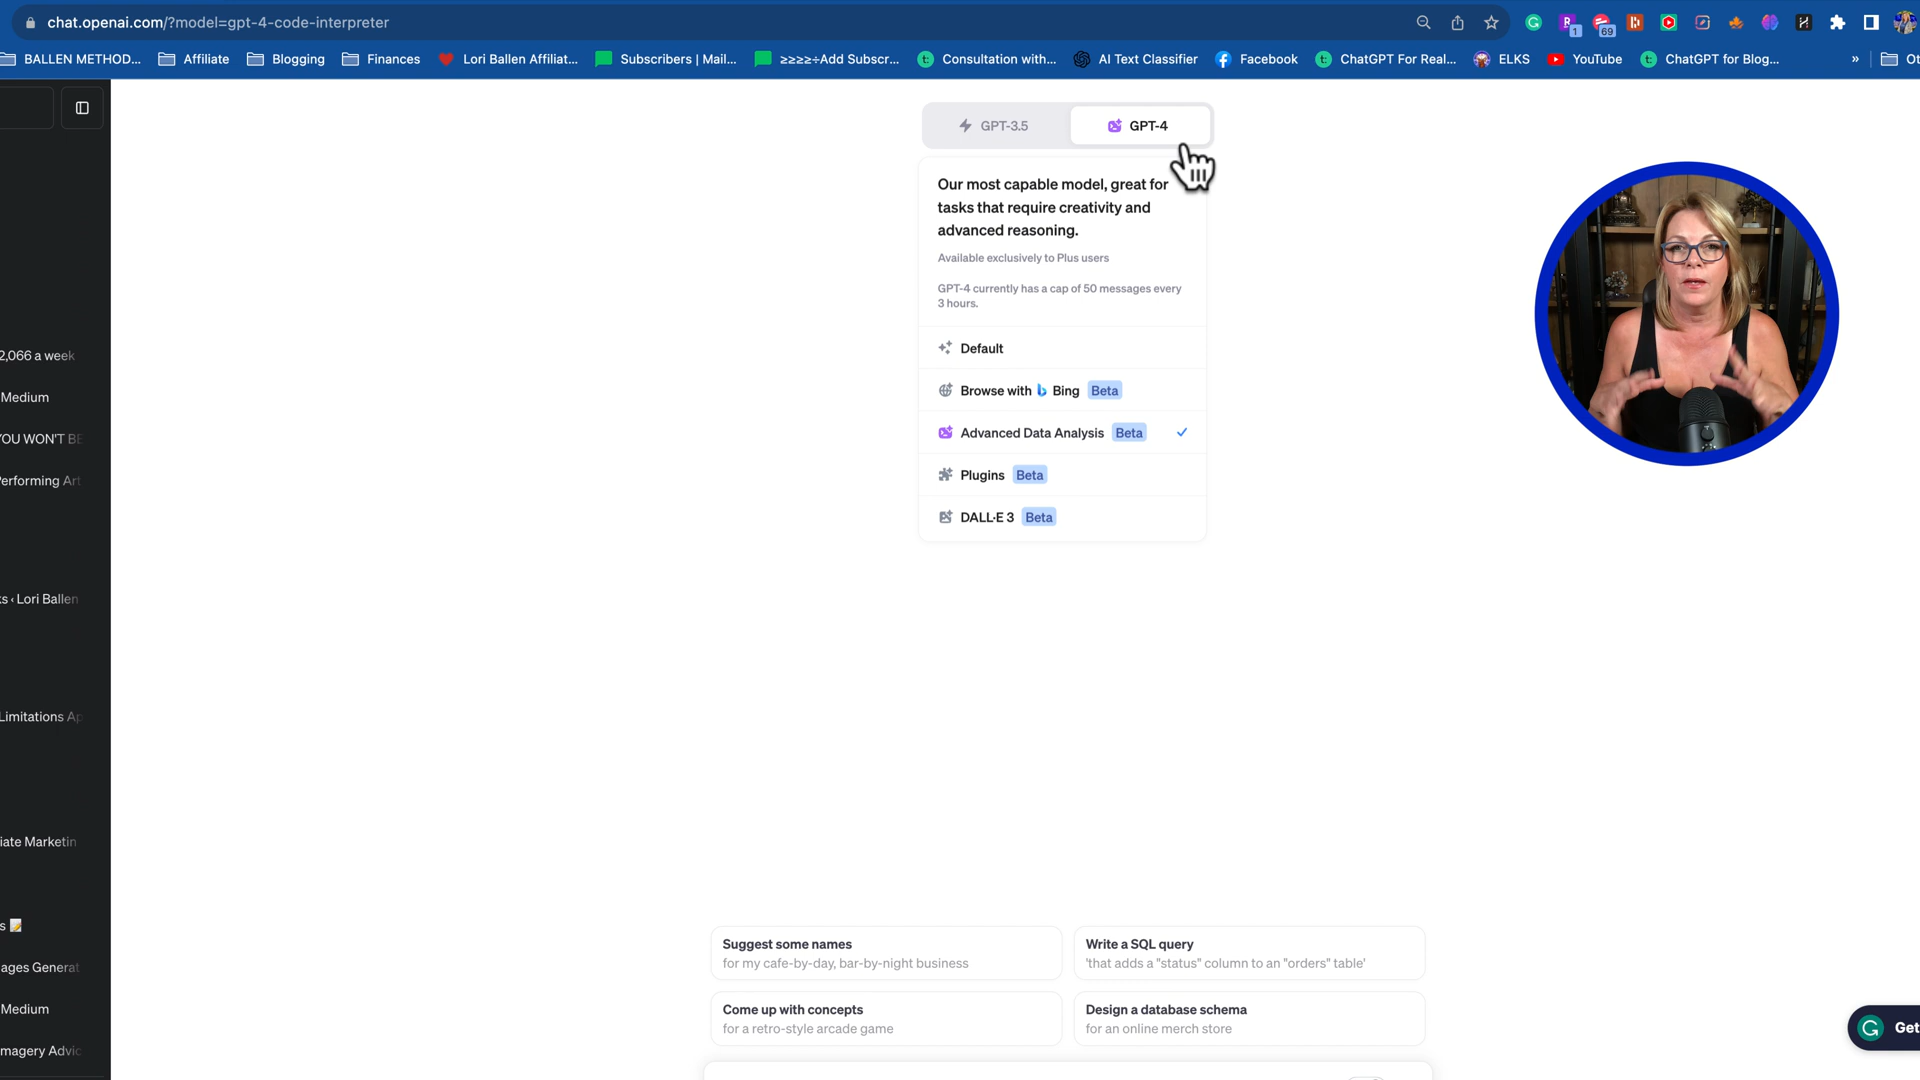 chat.openai.com/?model=gpt-4-code-interpreter
1
69
BALLEN METHOD...
Affiliate
Blogging
Finances
Lori Ballen Affiliat...
Subscribers | Mail...
≥≥≥≥÷Add Subscr...
Consultation with...
AI Text Classifier
Facebook
ChatGPT For Real...
ELKS
YouTube
ChatGPT for Blog...
»
Ot
GPT-3.5
GPT-4
Our most capable model, great for
tasks that require creativity and
advanced reasoning.
Available exclusively to Plus users
GPT-4 currently has a cap of 50 messages every
3 hours.
Default
Browse with Bing Beta
Advanced Data Analysis Beta
Plugins Beta
DALL·E 3 Beta
2,066 a week
Medium
YOU WON'T BE
Performing Art
ks ‹ Lori Ballen
Limitations Ap
iate Marketin
s
ages Generat
Medium
magery Advic
Suggest some names
for my cafe-by-day, bar-by-night business
Write a SQL query
'that adds a "status" column to an "orders" table'
Come up with concepts
for a retro-style arcade game
Design a database schema
for an online merch store
Get